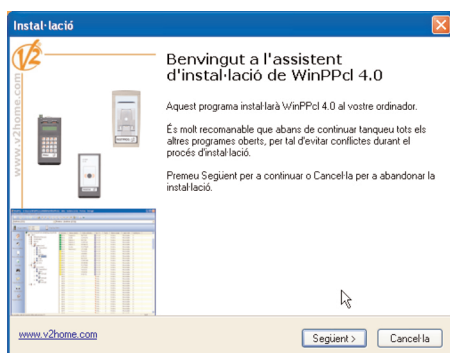 Instal·lació
V2
www.v2home.com
Benvingut a l'assistent
d'instal·lació de WinPPcl 4.0
Aquest programa instal·larà WinPPcl 4.0 al vostre ordinador.
És molt recomanable que abans de continuar tanqueu tots els
altres programes oberts, per tal d'evitar conflictes durant el
procés d'instal·lació.
Premeu Següent per a continuar o Cancel·la per a abandonar la
instal·lació.
www.v2home.com
Següent >
Cancel·la